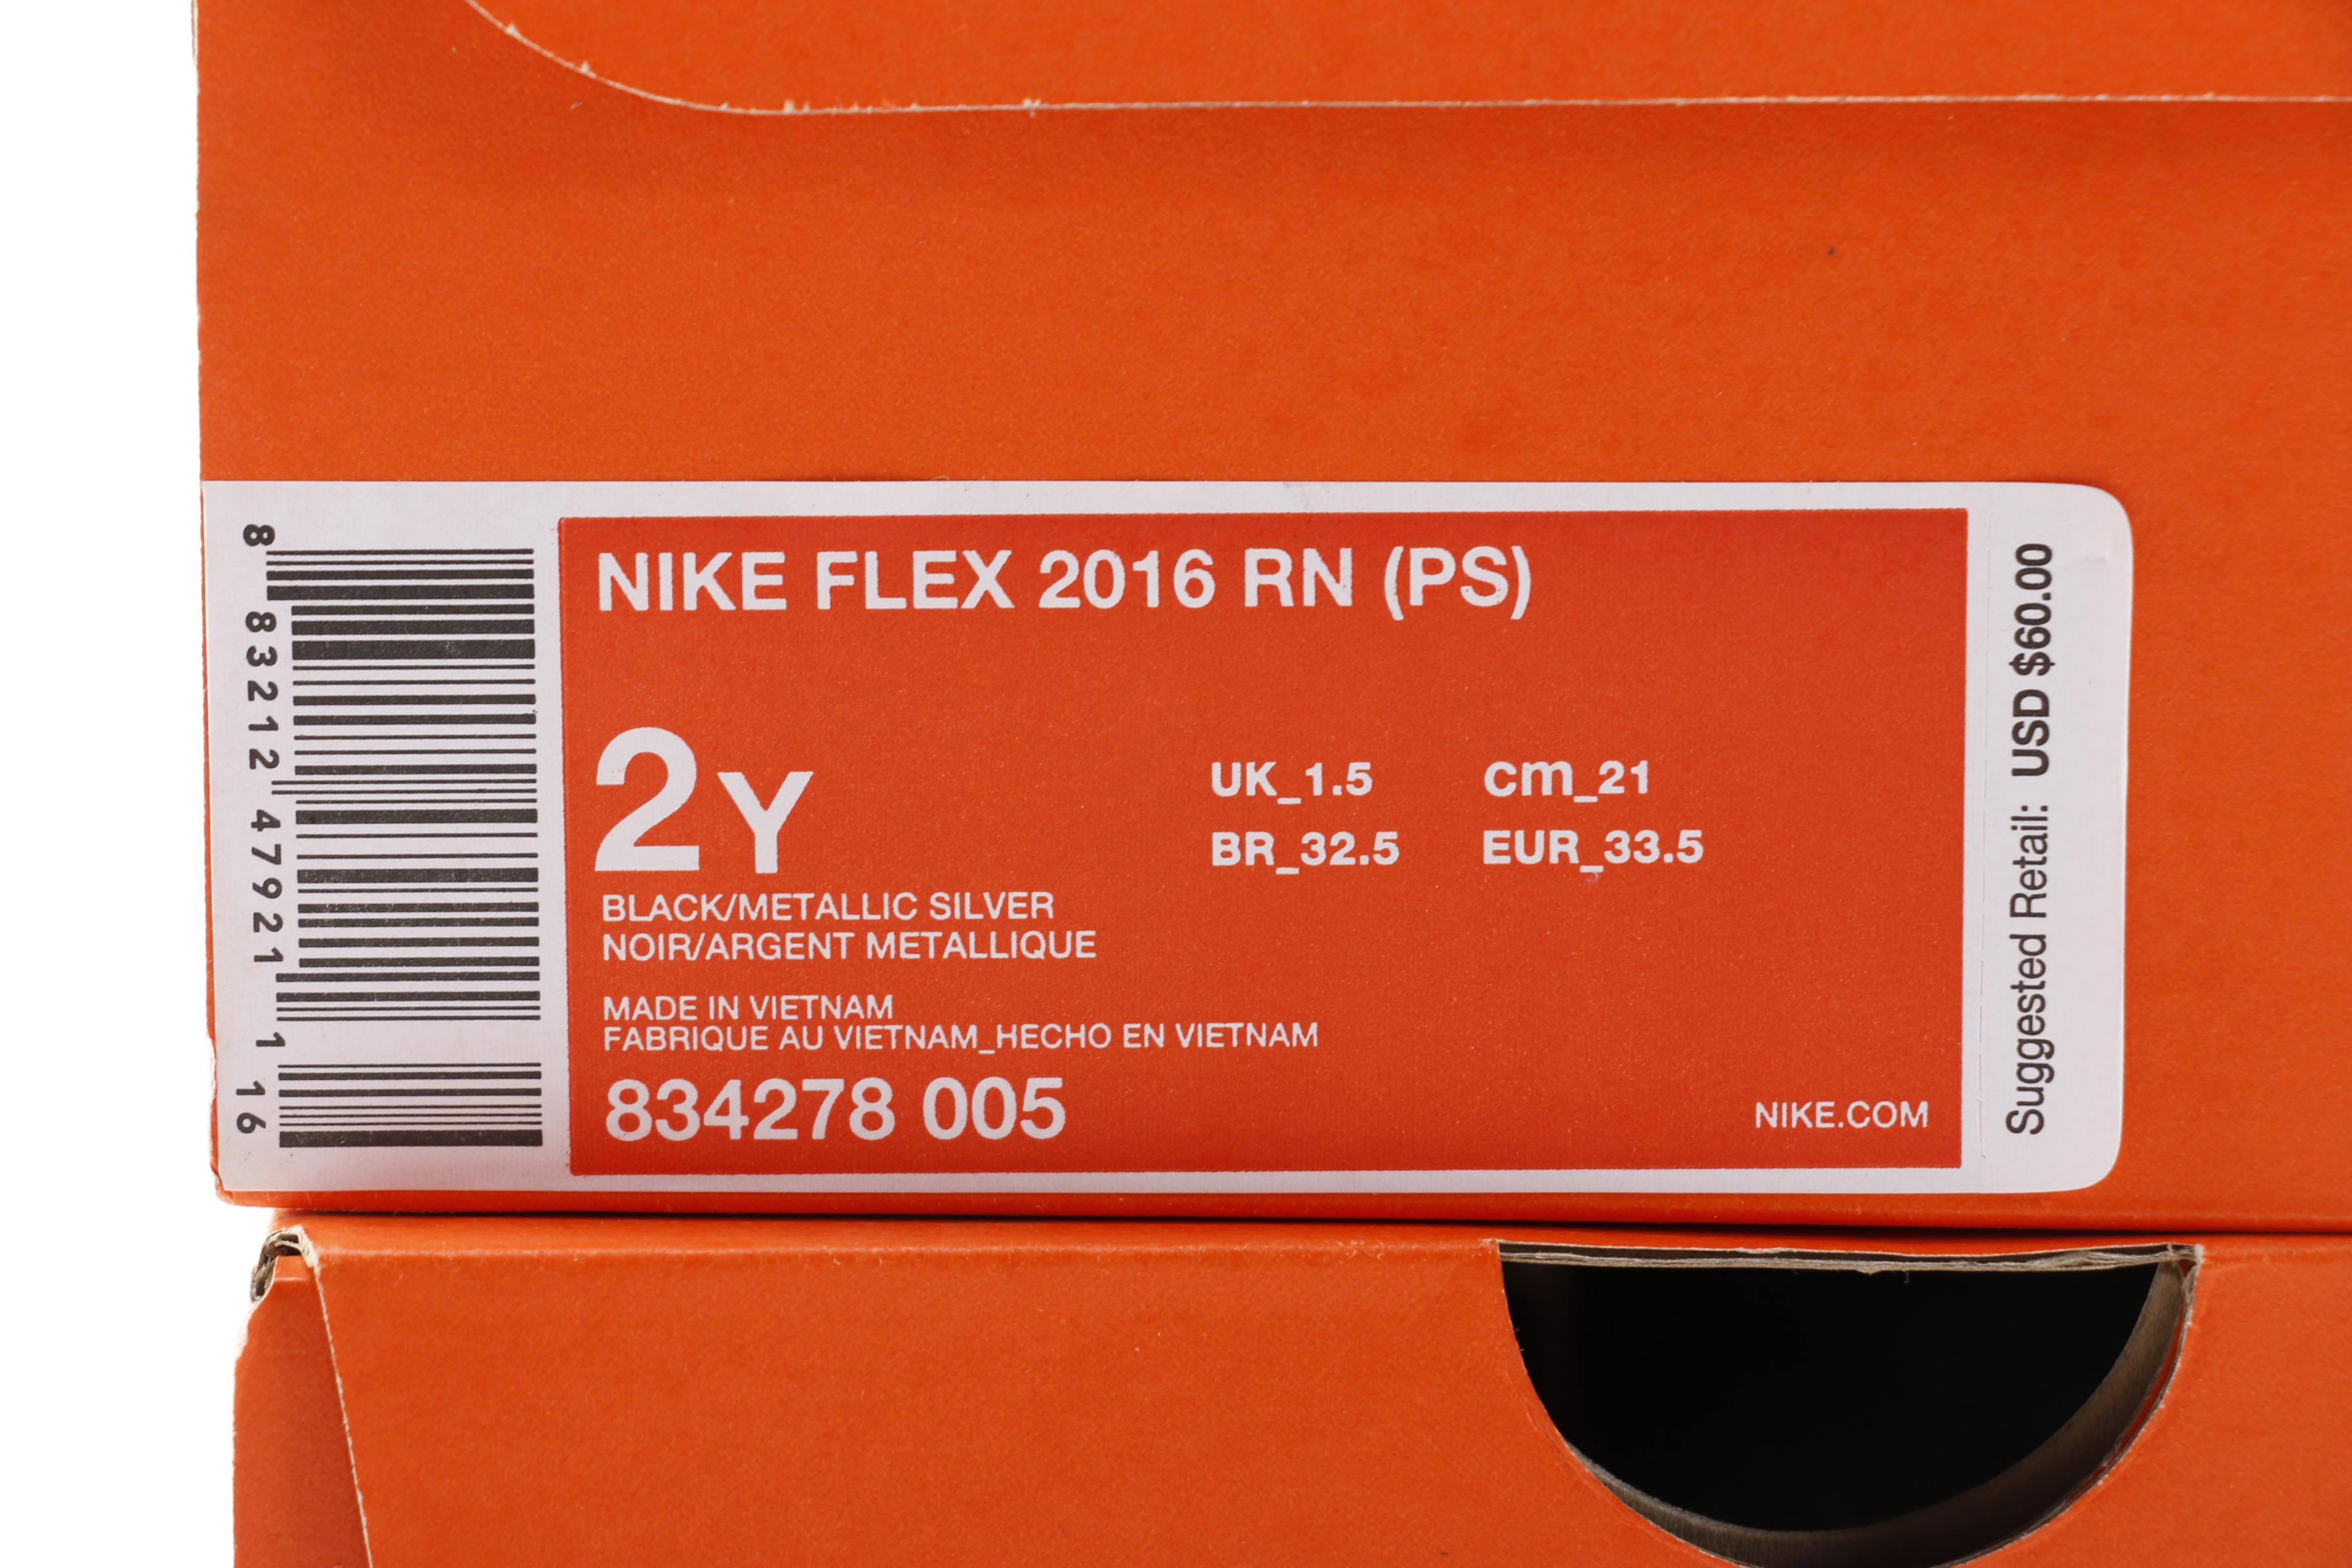 8 83212 47921 1
16
NIKE FLEX 2016 RN (PS)
2Y
UK_1.5 cm_21
BR_32.5 EUR_33.5
BLACK/METALLIC SILVER
NOIR/ARGENT METALLIQUE
MADE IN VIETNAM
FABRIQUE AU VIETNAM_HECHO EN VIETNAM
834278 005
NIKE.COM
Suggested Retail: USD $60.00